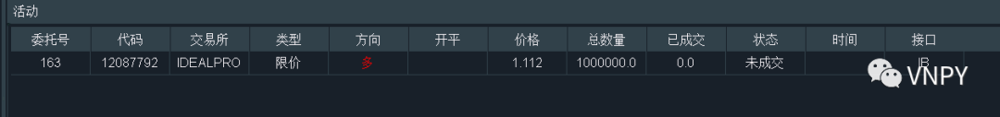 活动
委托号 代码 交易所 类型 方向 开平 价格 总数量 已成交 状态 时间 接口
163 12087792 IDEALPRO 限价 多 1.112 1000000.0 0.0 未成交 IB
VNPY